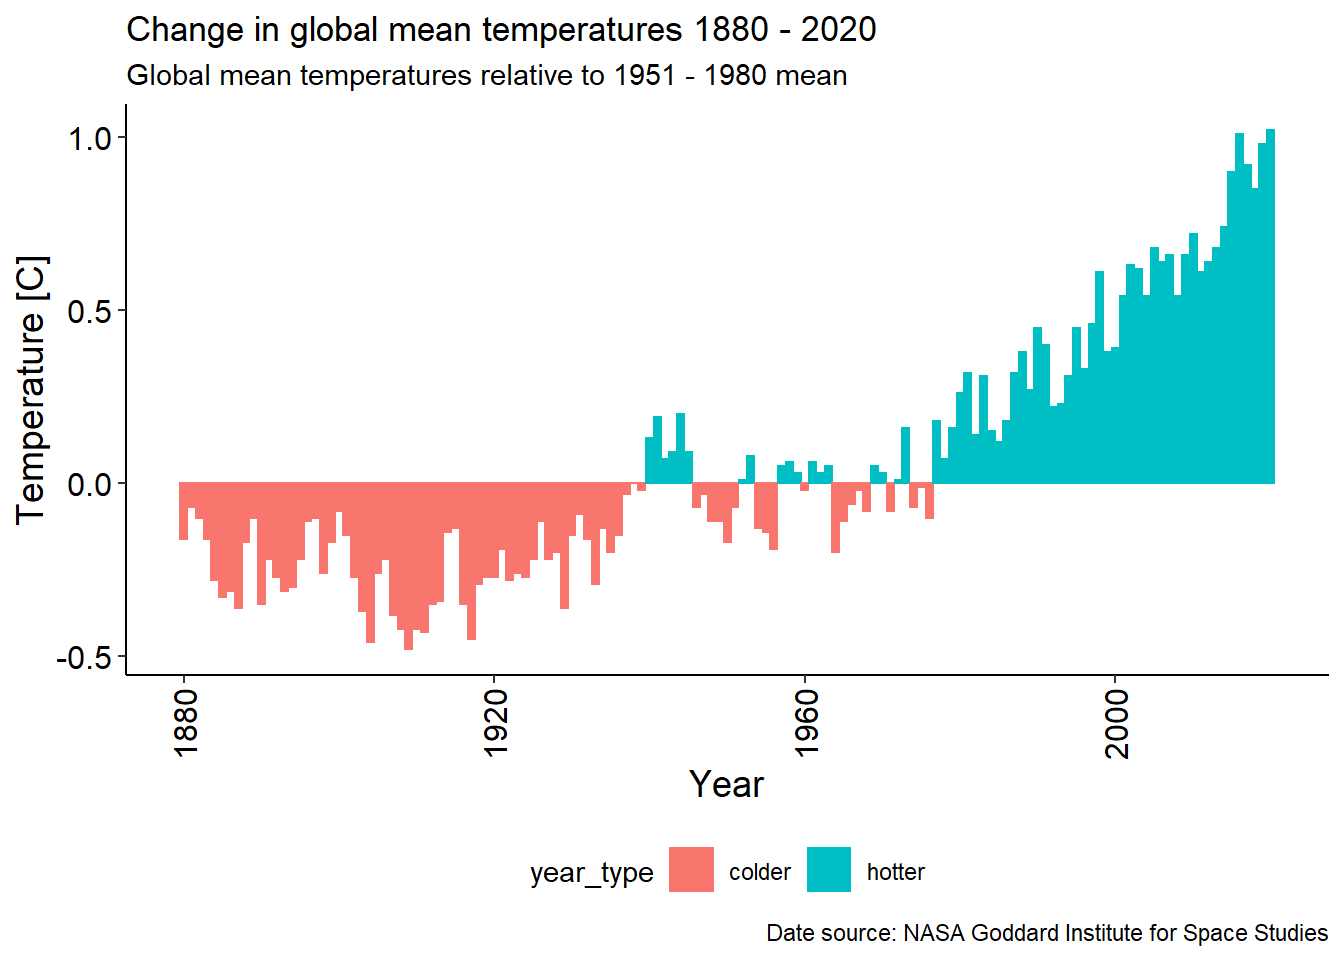 Change in global mean temperatures 1880 - 2020
Global mean temperatures relative to 1951 - 1980 mean
Temperature [C]
1.0
0.5
0.0
-0.5
1880
1920
1960
2000
Year
year_type
colder
hotter
Date source: NASA Goddard Institute for Space Studies